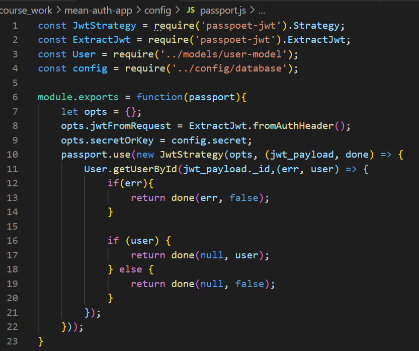 course_work > mean-auth-app > config > JS passport.js > ...
1 const JwtStrategy = require('passpoet-jwt').Strategy;
2 const ExtractJwt = require('passpoet-jwt').ExtractJwt;
3 const User = require('../models/user-model');
4 const config = require('../config/database');
5
6 module.exports = function(passport){
7 let opts = {};
8 opts.jwtFromRequest = ExtractJwt.fromAuthHeader();
9 opts.secretOrKey = config.secret;
10 passport.use(new JwtStrategy(opts, (jwt_payload, done) => {
11 User.getUserById(jwt_payload._id,(err, user) => {
12 if(err){
13 return done(err, false);
14 }
15
16 if (user) {
17 return done(null, user);
18 } else {
19 return done(null, false);
20 }
21 });
22 }));
23 }